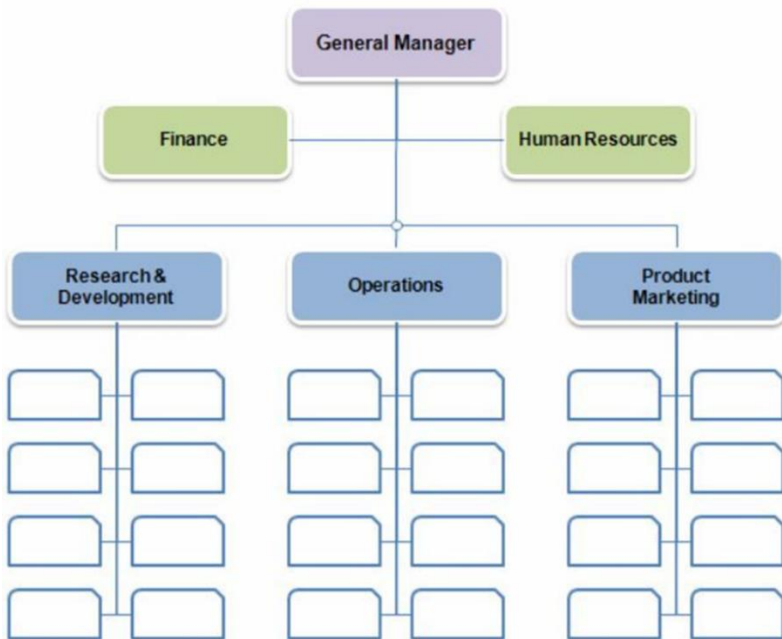 General Manager
Finance
Human Resources
Research &
Development
Operations
Product
Marketing